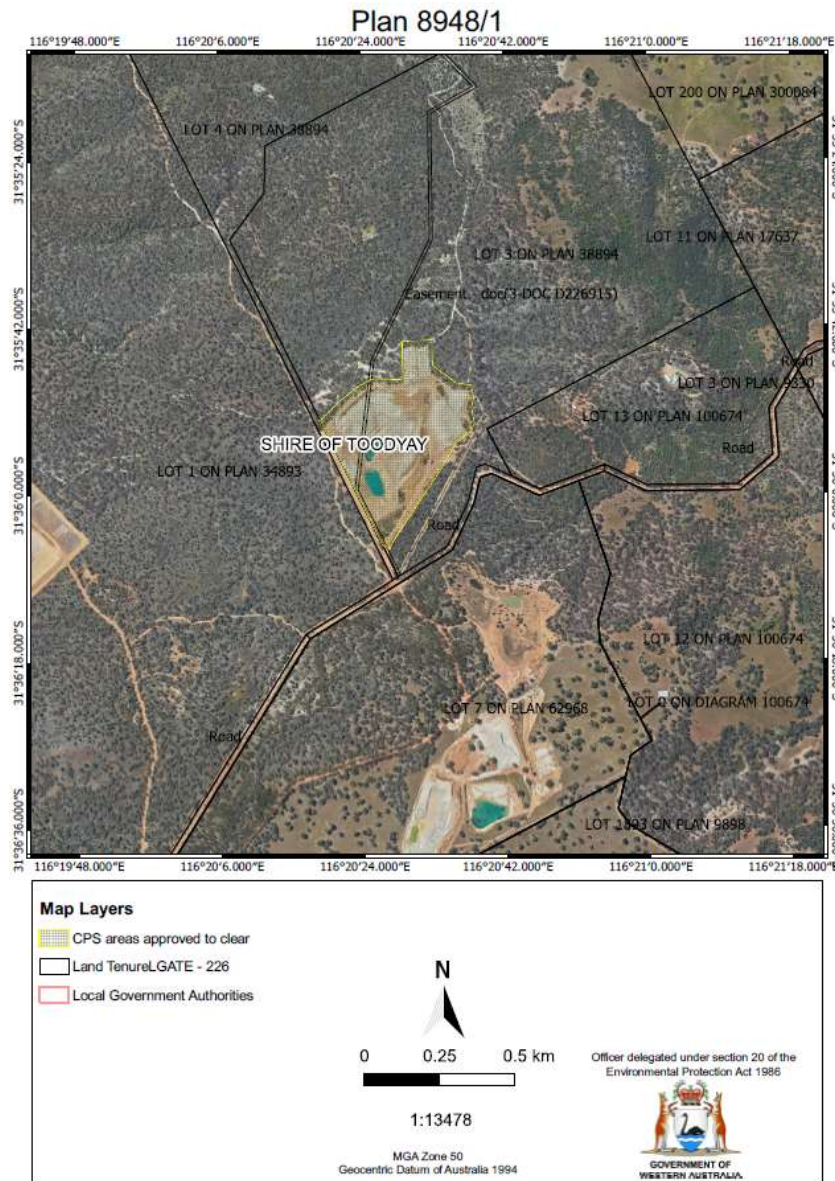 Plan 8948/1
116°19'48.000"E 116°20'6.000"E 116°20'24.000"E 116°20'42.000"E 116°21'0.000"E 116°21'18.000"E
LOT 200 ON PLAN 300084
LOT 4 ON PLAN 38894
31°35'24.000"S
LOT 11 ON PLAN 17637
LOT 3 ON PLAN 38894
Easement doc(3-DOC D226915)
31°35'42.000"S
Road
LOT 3 ON PLAN 9330
LOT 13 ON PLAN 100674
SHIRE OF TOODYAY
Road
LOT 1 ON PLAN 34893
31°36'0.000"S
Road
LOT 12 ON PLAN 100674
31°36'18.000"S
LOT 0 ON DIAGRAM 100674
LOT 7 ON PLAN 62968
Road
LOT 1893 ON PLAN 9898
31°36'36.000"S
116°19'48.000"E 116°20'6.000"E 116°20'24.000"E 116°20'42.000"E 116°21'0.000"E 116°21'18.000"E
Map Layers
CPS areas approved to clear
Land TenureLGATE - 226
Local Government Authorities
N
0 0.25 0.5 km
1:13478
MGA Zone 50
Geocentric Datum of Australia 1994
Officer delegated under section 20 of the
Environmental Protection Act 1986
GOVERNMENT OF
WESTERN AUSTRALIA